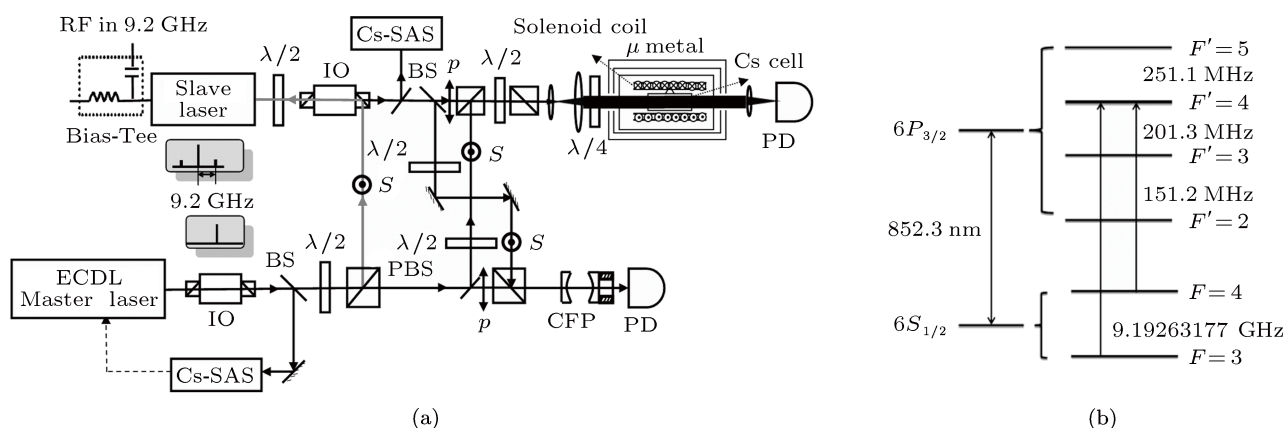 RF in 9.2 GHz
Bias-Tee
Slave
laser
λ/2
IO
Cs-SAS
BS
p
λ/2
Solenoid coil
μ metal
Cs cell
λ/4
PD
λ/2
S
S
9.2 GHz
ECDL
Master laser
IO
BS
λ/2
PBS
λ/2
S
p
CFP
PD
Cs-SAS
(a)
6P3/2
852.3 nm
6S1/2
F′=5
251.1 MHz
F′=4
201.3 MHz
F′=3
151.2 MHz
F′=2
F=4
9.19263177 GHz
F=3
(b)